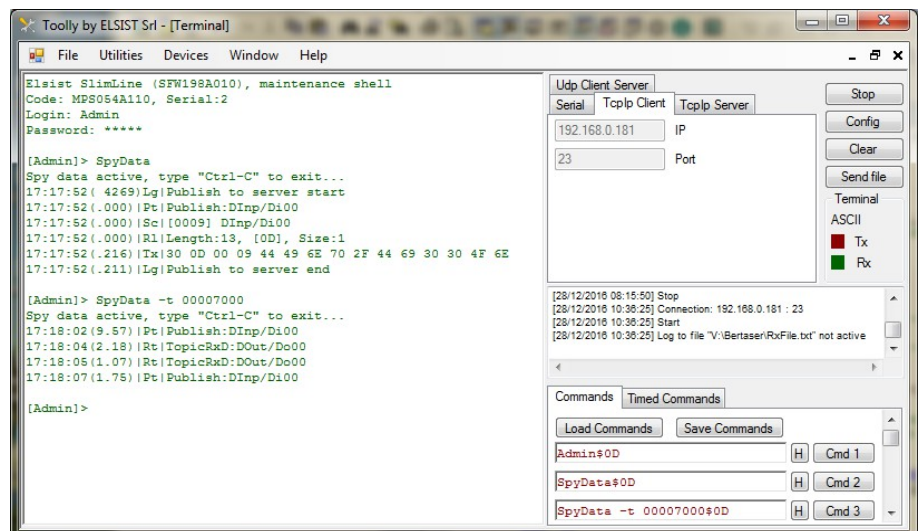 Toolly by ELSIST Srl - [Terminal]
File Utilities Devices Window Help
Elsist SlimLine (SFW198A010), maintenance shell
Code: MPS054A110, Serial:2
Login: Admin
Password: *****
[Admin]> SpyData
Spy data active, type "Ctrl-C" to exit...
17:17:52( 4269)Lg|Publish to server start
17:17:52(.000)|Pt|Publish:DInp/Di00
17:17:52(.000)|Sc|[0009] DInp/Di00
17:17:52(.000)|Rl|Length:13, [0D], Size:1
17:17:52(.216)|Tx|30 0D 00 09 44 49 6E 70 2F 44 69 30 30 4F 6E
17:17:52(.211)|Lg|Publish to server end
[Admin]> SpyData -t 00007000
Spy data active, type "Ctrl-C" to exit...
17:18:02(9.57)|Pt|Publish:DInp/Di00
17:18:04(2.18)|Rt|TopicRxD:DOut/Do00
17:18:05(1.07)|Rt|TopicRxD:DOut/Do00
17:18:07(1.75)|Pt|Publish:DInp/Di00
[Admin]>
Udp Client Server
Serial TcpIp Client TcpIp Server
192.168.0.181 IP
23 Port
Stop
Config
Clear
Send file
Terminal
ASCII
Tx
Rx
[28/12/2016 08:15:50] Stop
[28/12/2016 10:36:25] Connection: 192.168.0.181 : 23
[28/12/2016 10:36:25] Start
[28/12/2016 10:36:25] Log to file "V:\Bertaser\RxFile.txt" not active
Commands Timed Commands
Load Commands Save Commands
Admin$0D H Cmd 1
SpyData$0D H Cmd 2
SpyData -t 00007000$0D H Cmd 3